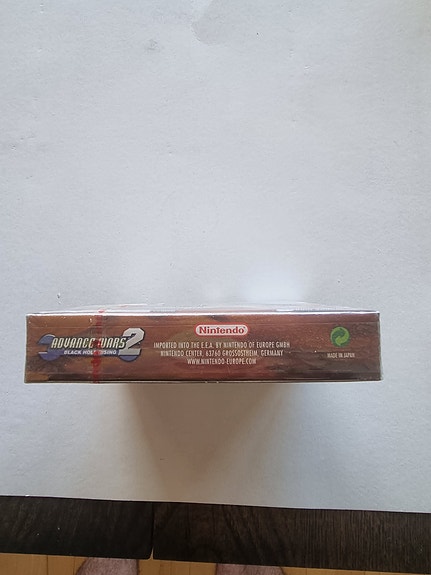 ADVANCE WARS 2
BLACK HOLE RISING
Nintendo
IMPORTED INTO THE E.E.A. BY NINTENDO OF EUROPE GMBH
NINTENDO CENTER, 63760 GROSSOSTHEIM, GERMANY
WWW.NINTENDO-EUROPE.COM
MADE IN JAPAN